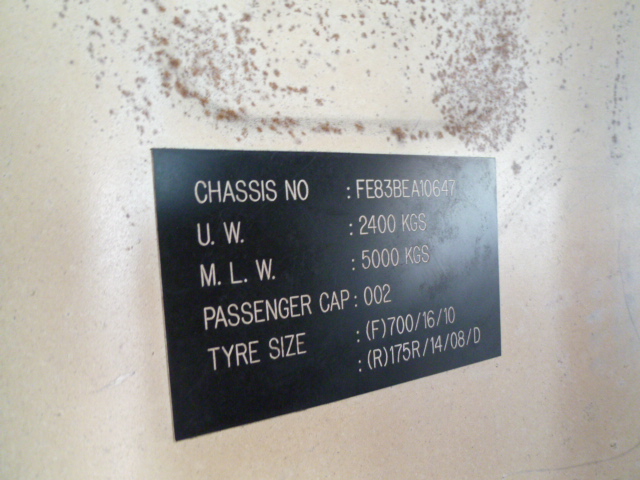 CHASSIS NO : FE83BEA10647
U. W. : 2400 KGS
M. L. W. : 5000 KGS
PASSENGER CAP : 002
TYRE SIZE : (F)700/16/10
: (R)175R/14/08/D